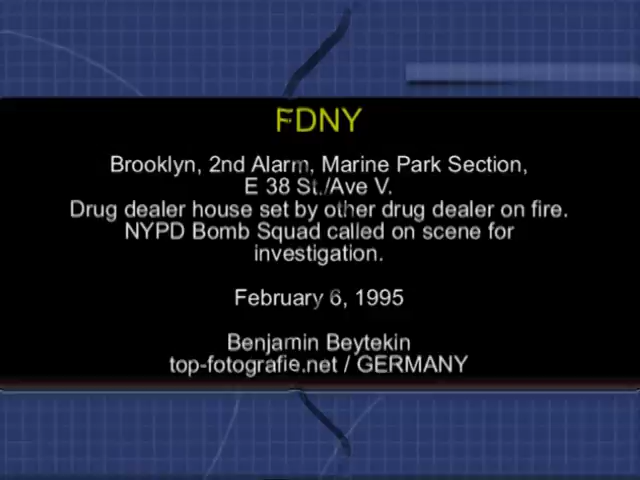 FDNY
Brooklyn, 2nd Alarm, Marine Park Section,
E 38 St./Ave V.
Drug dealer house set by other drug dealer on fire.
NYPD Bomb Squad called on scene for
investigation.
February 6, 1995
Benjamin Beytekin
top-fotografie.net / GERMANY